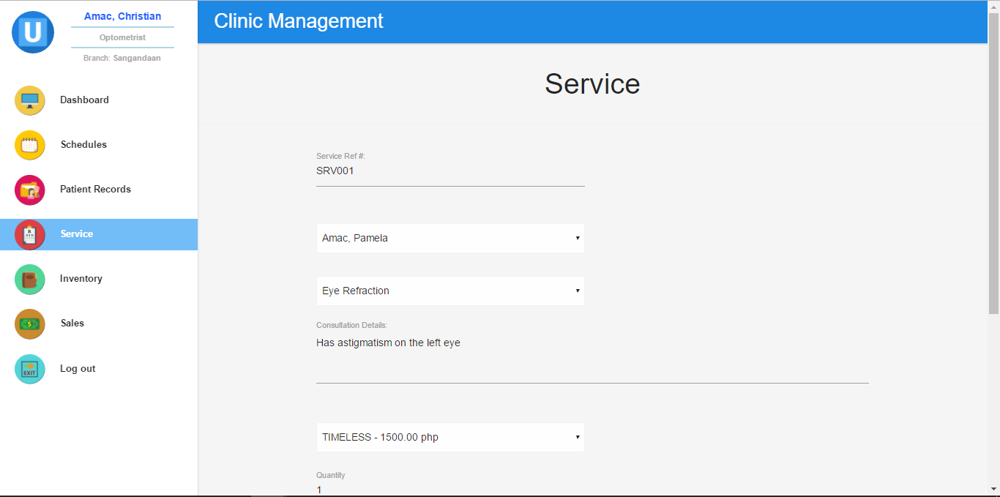 U
Amac, Christian
Optometrist
Branch: Sangandaan
Dashboard
Schedules
Patient Records
Service
Inventory
Sales
EXIT
Log out
Clinic Management
Service
Service Ref #:
SRV001
Amac, Pamela
Eye Refraction
Consultation Details:
Has astigmatism on the left eye
TIMELESS - 1500.00 php
Quantity
1